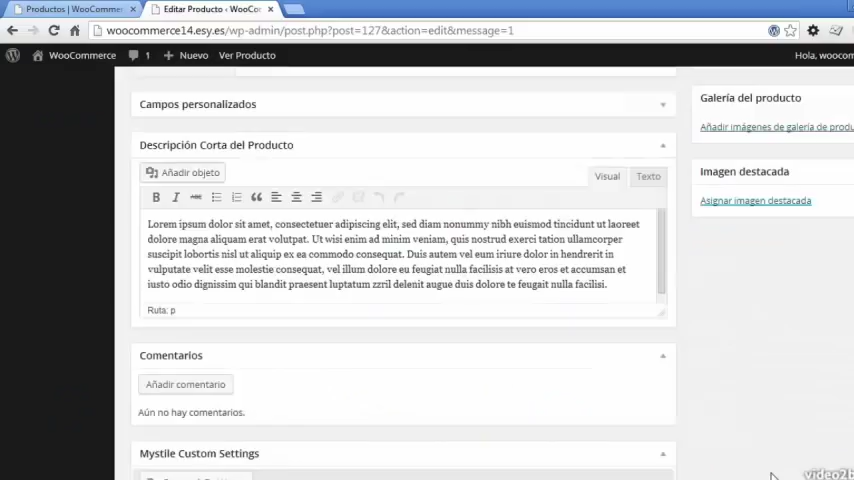 Productos | WooCommer
Editar Producto ‹ WooCo
woocommerce14.esy.es/wp-admin/post.php?post=127&action=edit&message=1
WooCommerce 1 Nuevo Ver Producto
Hola, woocom
Campos personalizados
Descripción Corta del Producto
Añadir objeto
Visual Texto
B I ABC
Lorem ipsum dolor sit amet, consectetuer adipiscing elit, sed diam nonummy nibh euismod tincidunt ut laoreet
dolore magna aliquam erat volutpat. Ut wisi enim ad minim veniam, quis nostrud exerci tation ullamcorper
suscipit lobortis nisl ut aliquip ex ea commodo consequat. Duis autem vel eum iriure dolor in hendrerit in
vulputate velit esse molestie consequat, vel illum dolore eu feugiat nulla facilisis at vero eros et accumsan et
iusto odio dignissim qui blandit praesent luptatum zzril delenit augue duis dolore te feugait nulla facilisi.
Ruta: p
Comentarios
Añadir comentario
Aún no hay comentarios.
Mystile Custom Settings
Galería del producto
Añadir imágenes de galería de produ
Imagen destacada
Asignar imagen destacada
video2b